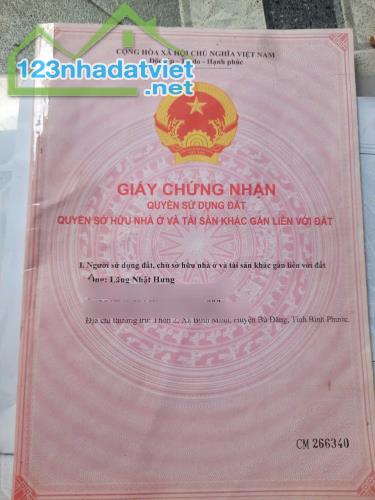 CỘNG HÒA XÃ HỘI CHỦ NGHĨA VIỆT NAM
Độc lập - Tự do - Hạnh phúc
123nhadatviet.net
GIẤY CHỨNG NHẬN
QUYỀN SỬ DỤNG ĐẤT
QUYỀN SỞ HỮU NHÀ Ở VÀ TÀI SẢN KHÁC GẮN LIỀN VỚI ĐẤT
I. Người sử dụng đất, chủ sở hữu nhà ở và tài sản khác gắn liền với đất
Ông: Lăng Nhật Hưng
Địa chỉ thường trú: Thôn 2, Xã Bình Minh, Huyện Bù Đăng, Tỉnh Bình Phước.
CM 266340